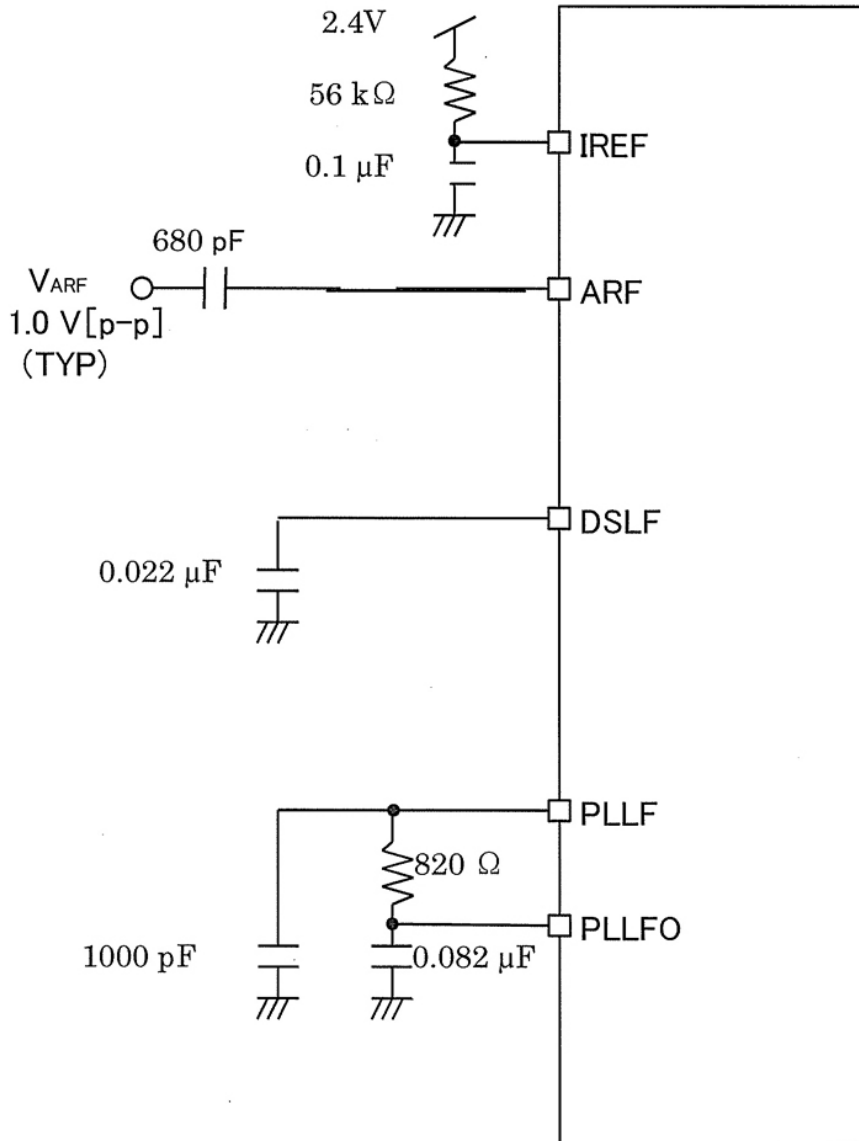 2.4V
56 kΩ
IREF
0.1 µF
680 pF
VARF
ARF
1.0 V[p-p]
(TYP)
DSLF
0.022 µF
PLLF
820 Ω
PLLFO
1000 pF
0.082 µF